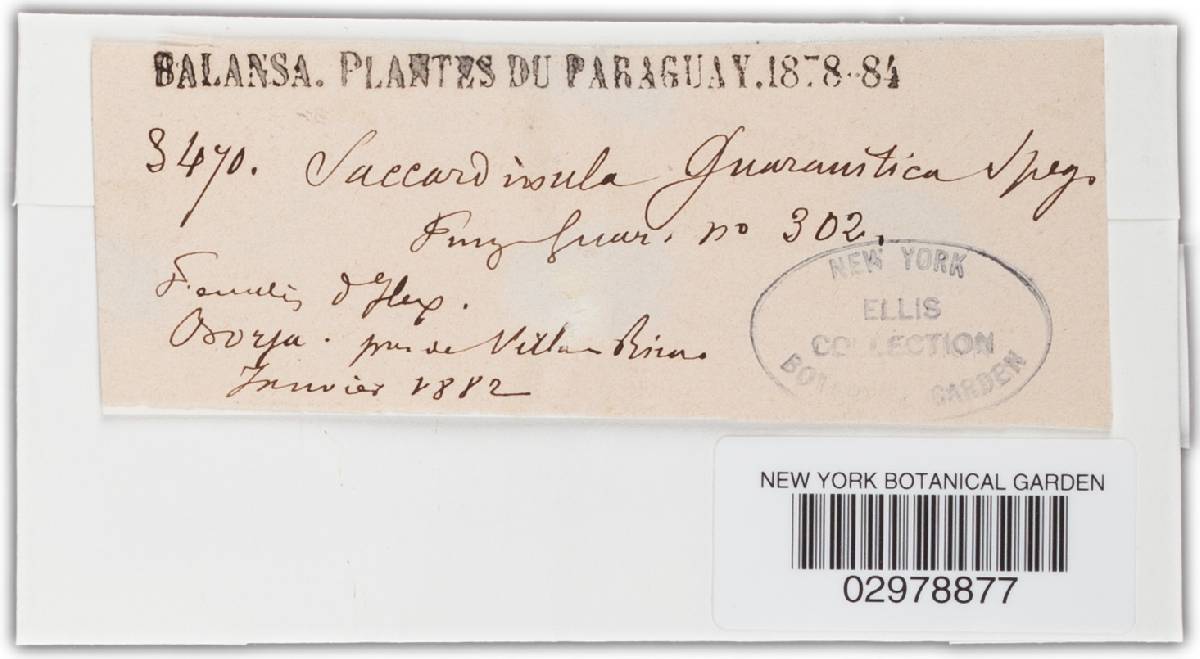 BALANSA. PLANTES DU PARAGUAY. 1878-84
3470. Saccardinula Guaranitica Speg.
Fung. Guar. no 302.
Feuilles d'Ilex.
Borja. près de Villa-Rica.
Janvier 1882
NEW YORK
ELLIS
COLLECTION
BOTANICAL GARDEN
NEW YORK BOTANICAL GARDEN
02978877